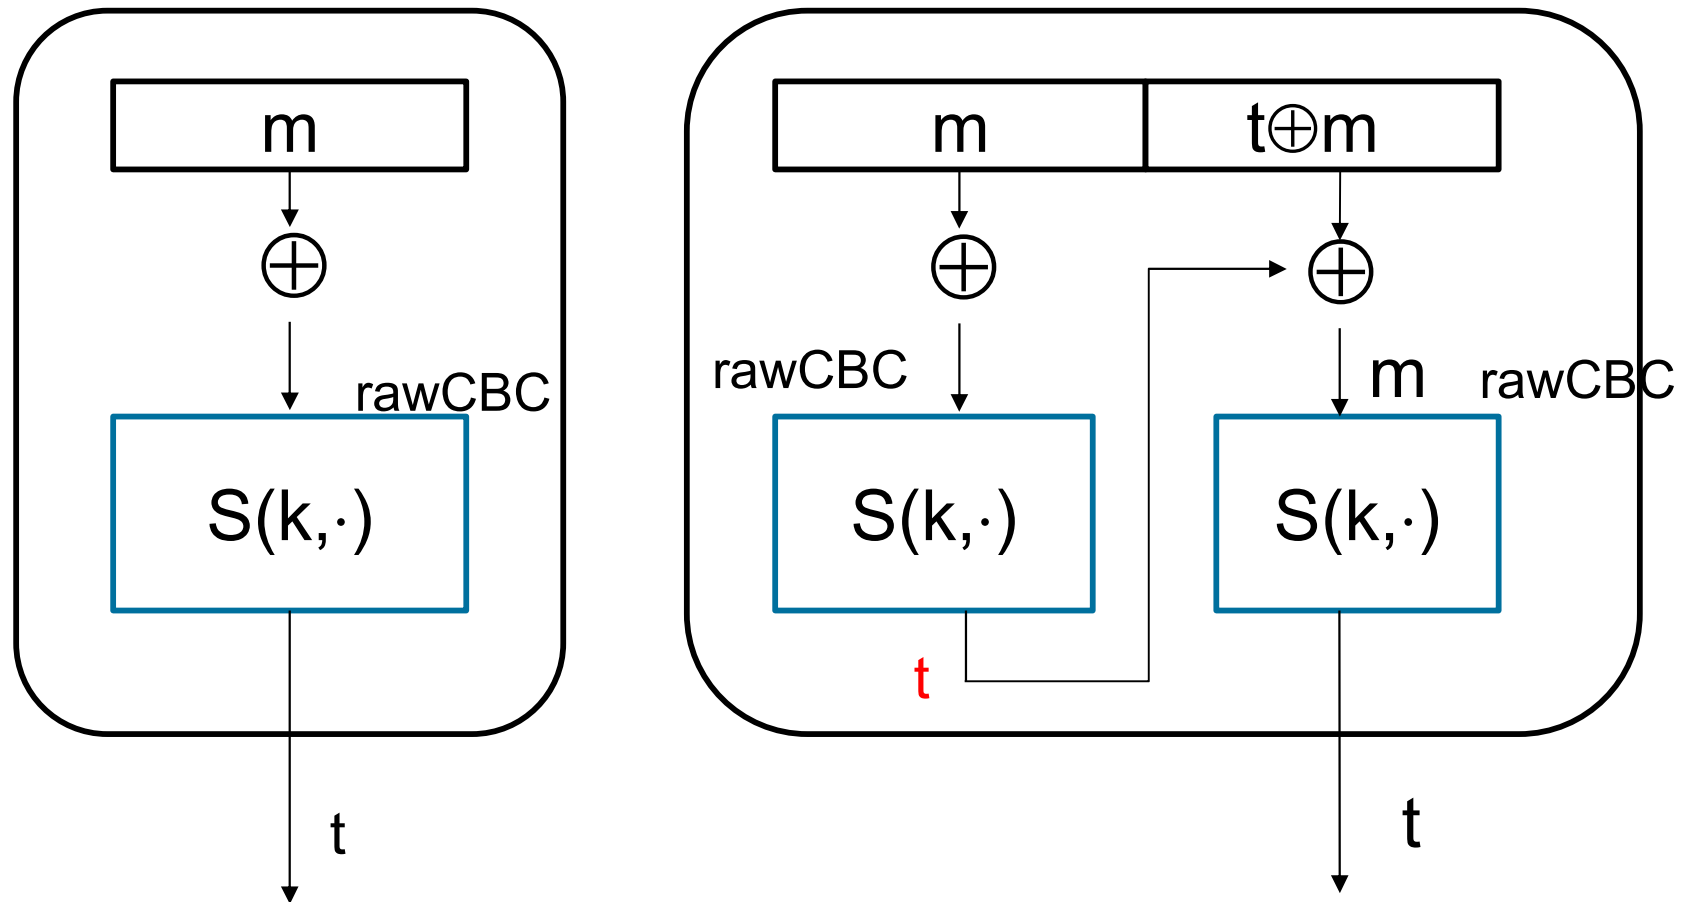 m
rawCBC
S(k,·)
t
m
t⊕m
rawCBC
m
rawCBC
S(k,·)
S(k,·)
t
t